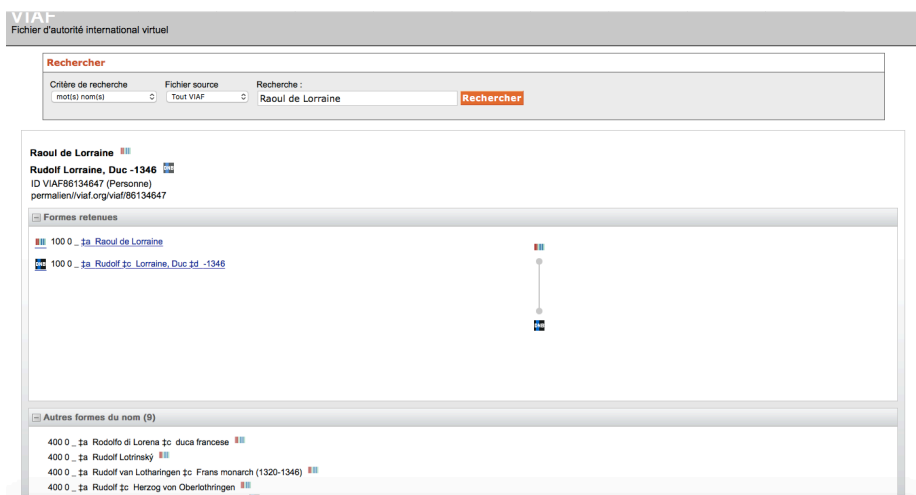 VIAF
Fichier d'autorité international virtuel
Rechercher
Critère de recherche Fichier source Recherche :
mot(s) nom(s) Tout VIAF Raoul de Lorraine Rechercher
Raoul de Lorraine
Rudolf Lorraine, Duc -1346 DNB
ID VIAF86134647 (Personne)
permalien//viaf.org/viaf/86134647
Formes retenues
100 0 _ ‡a Raoul de Lorraine
DNB 100 0 _ ‡a Rudolf ‡c Lorraine, Duc ‡d -1346
DNB
Autres formes du nom (9)
400 0 _ ‡a Rodolfo di Lorena ‡c duca francese
400 0 _ ‡a Rudolf Lotrinský
400 0 _ ‡a Rudolf van Lotharingen ‡c Frans monarch (1320-1346)
400 0 _ ‡a Rudolf ‡c Herzog von Oberlothringen